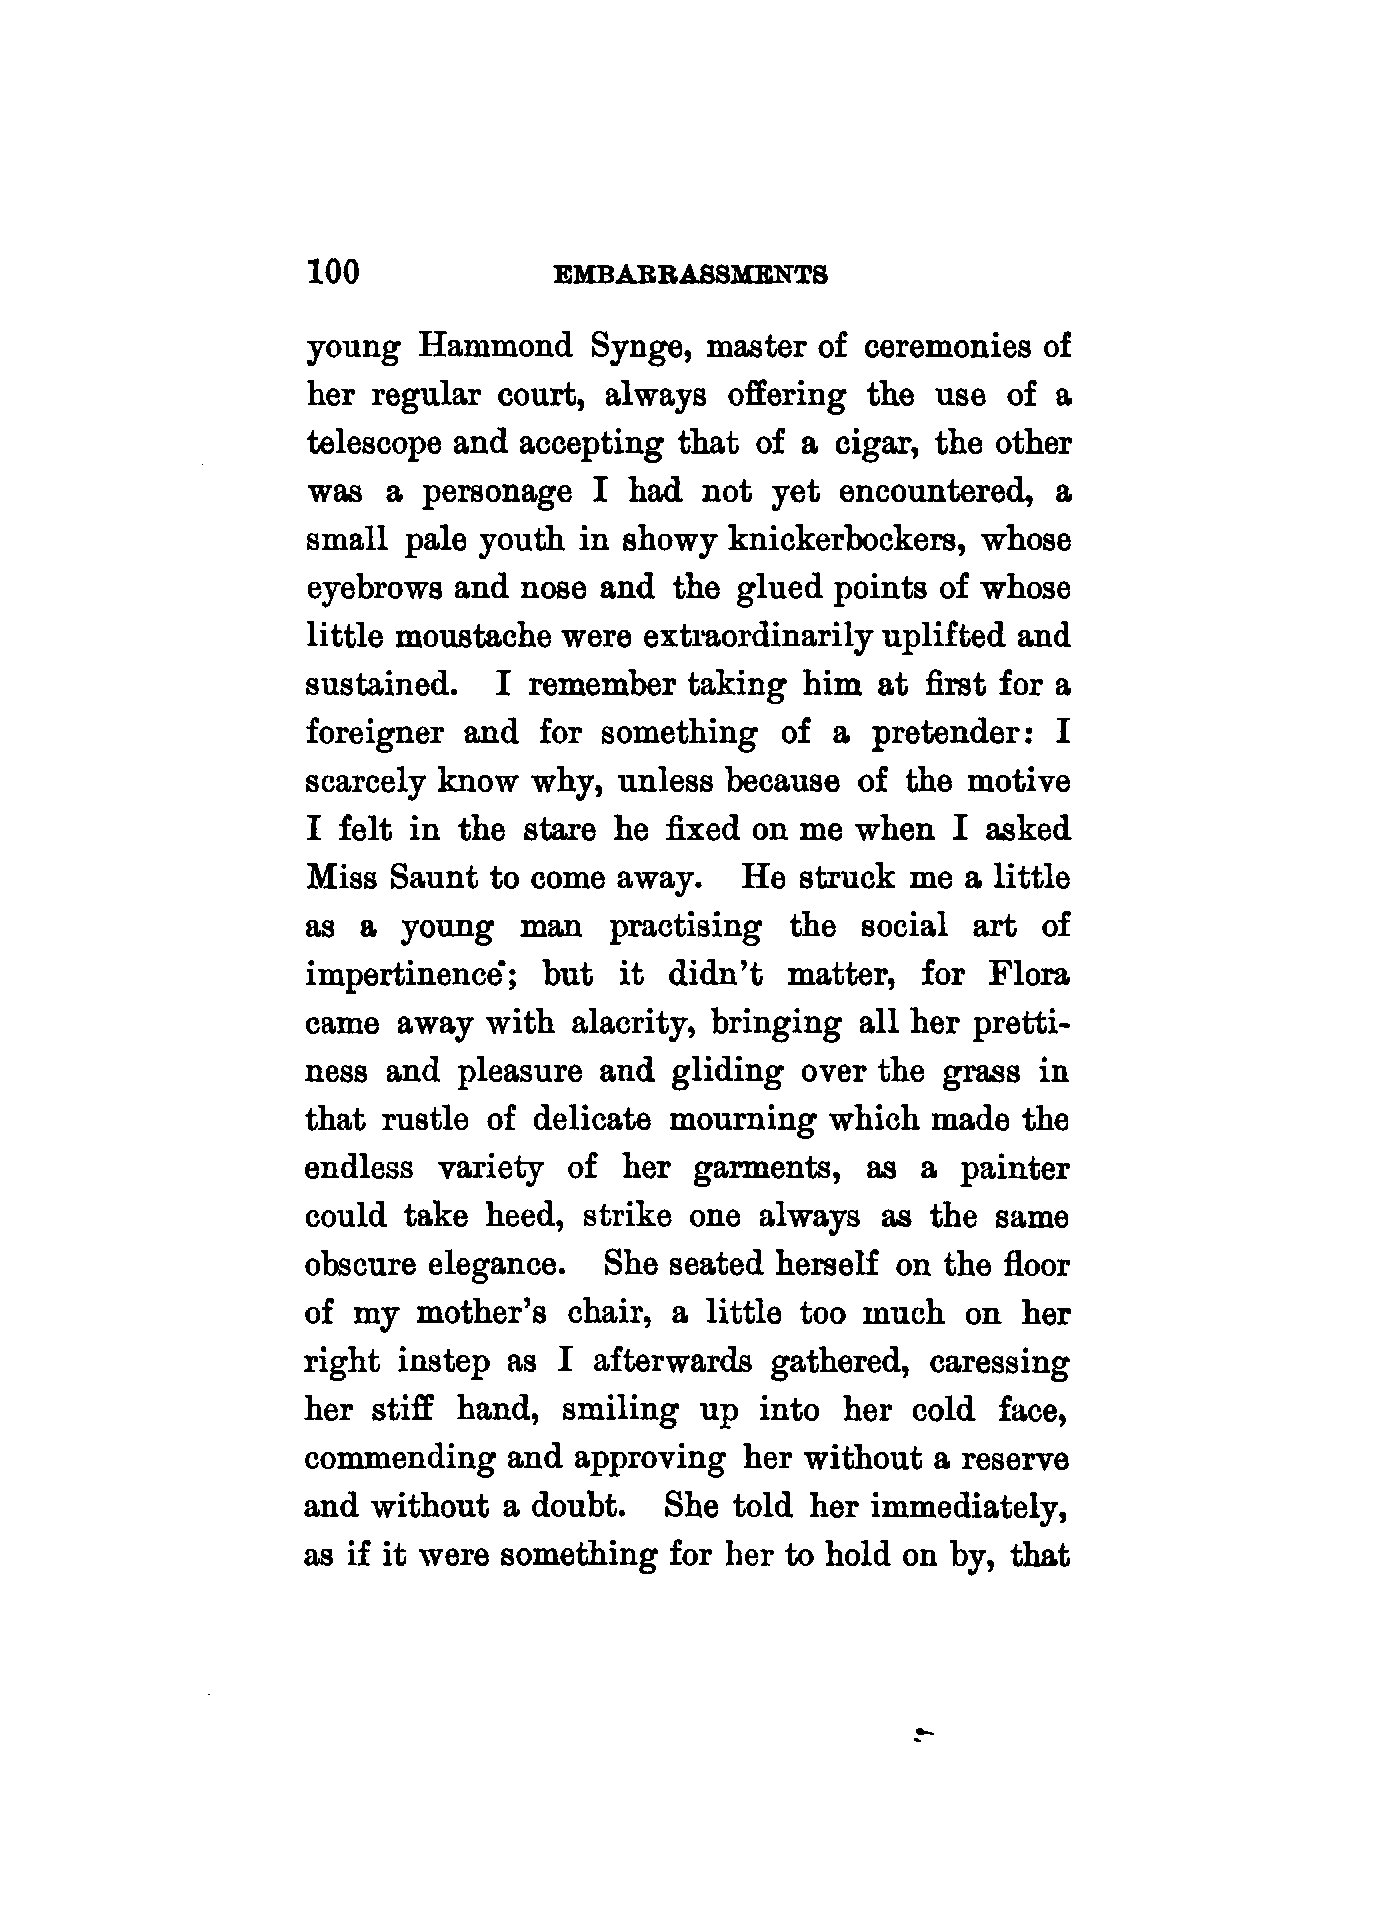 100 EMBARRASSMENTS
young Hammond Synge, master of ceremonies of
her regular court, always offering the use of a
telescope and accepting that of a cigar, the other
was a personage I had not yet encountered, a
small pale youth in showy knickerbockers, whose
eyebrows and nose and the glued points of whose
little moustache were extraordinarily uplifted and
sustained. I remember taking him at first for a
foreigner and for something of a pretender: I
scarcely know why, unless because of the motive
I felt in the stare he fixed on me when I asked
Miss Saunt to come away. He struck me a little
as a young man practising the social art of
impertinence; but it didn't matter, for Flora
came away with alacrity, bringing all her pretti-
ness and pleasure and gliding over the grass in
that rustle of delicate mourning which made the
endless variety of her garments, as a painter
could take heed, strike one always as the same
obscure elegance. She seated herself on the floor
of my mother's chair, a little too much on her
right instep as I afterwards gathered, caressing
her stiff hand, smiling up into her cold face,
commending and approving her without a reserve
and without a doubt. She told her immediately,
as if it were something for her to hold on by, that